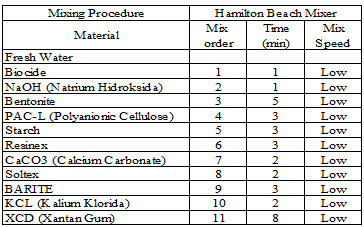 Mixing Procedure Hamilton Beach Mixer
Material Mix order Time (min) Mix Speed
Fresh Water
Biocide 1 1 Low
NaOH (Natrium Hidroksida) 2 1 Low
Bentonite 3 5 Low
PAC-L (Polyanionic Cellulose) 4 3 Low
Starch 5 3 Low
Resinex 6 3 Low
CaCO3 (Calcium Carbonate) 7 2 Low
Soltex 8 2 Low
BARITE 9 3 Low
KCL (Kalium Klorida) 10 2 Low
XCD (Xantan Gum) 11 8 Low